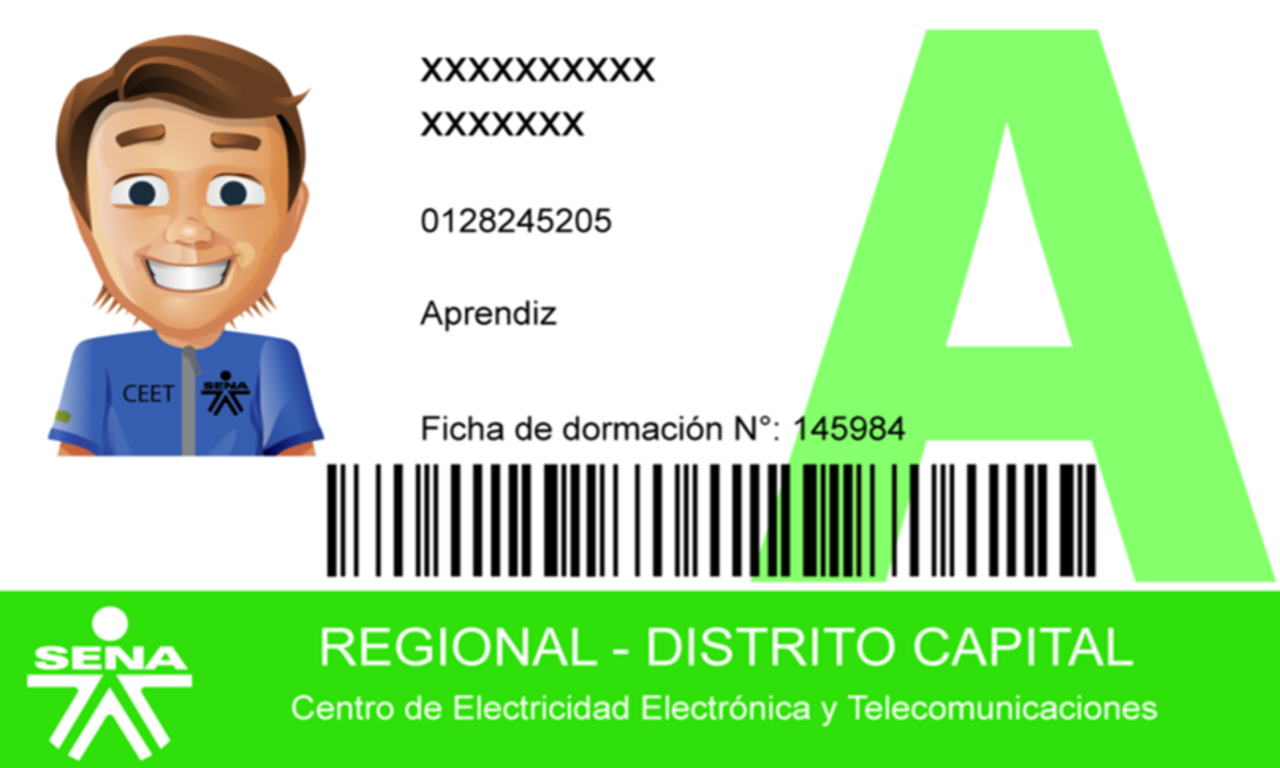 XXXXXXXXXX
XXXXXXX
0128245205
Aprendiz
Ficha de dormación N°: 145984
A
CEET SENA
SENA
REGIONAL - DISTRITO CAPITAL
Centro de Electricidad Electrónica y Telecomunicaciones